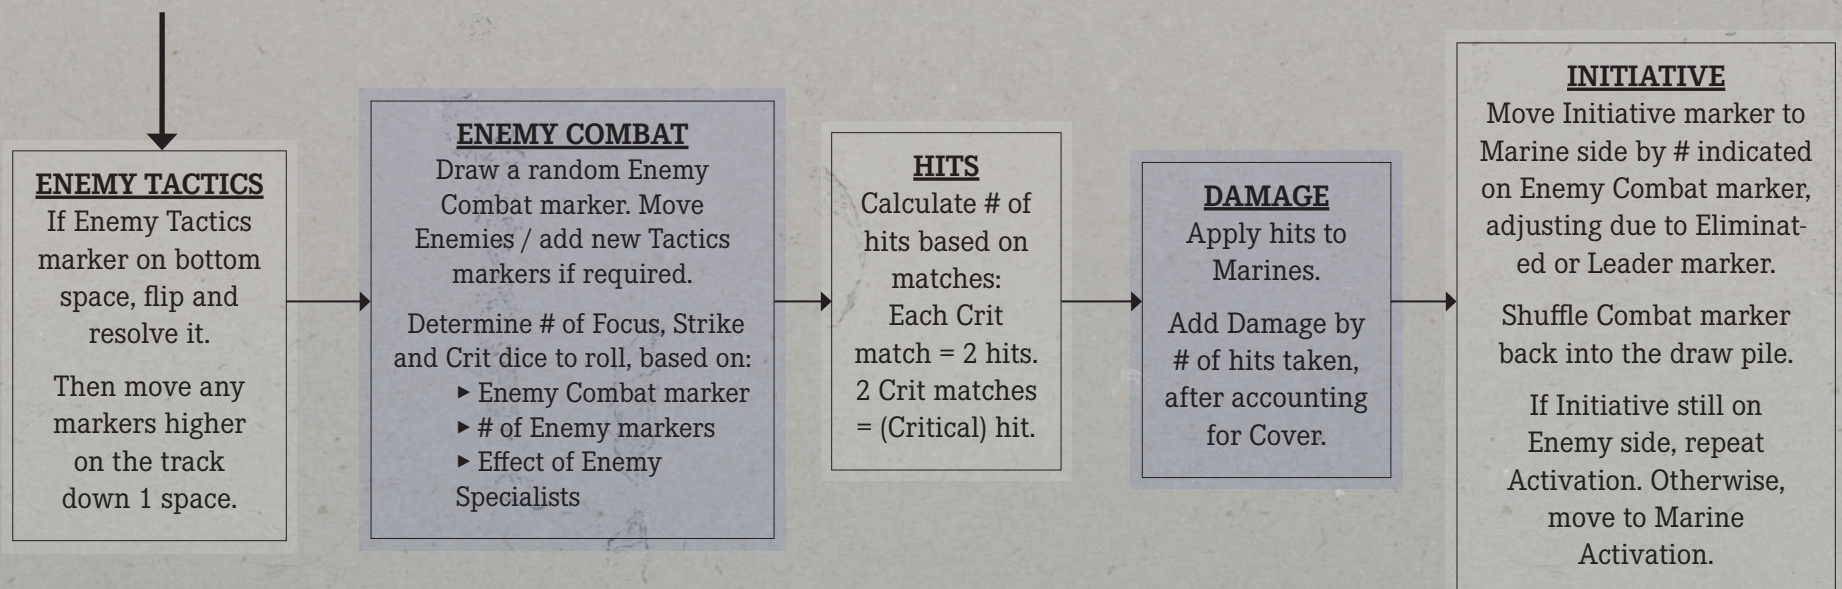 ENEMY TACTICS
If Enemy Tactics
marker on bottom
space, flip and
resolve it.
Then move any
markers higher
on the track
down 1 space.
ENEMY COMBAT
Draw a random Enemy
Combat marker. Move
Enemies / add new Tactics
markers if required.
Determine # of Focus, Strike
and Crit dice to roll, based on:
▸ Enemy Combat marker
▸ # of Enemy markers
▸ Effect of Enemy
Specialists
HITS
Calculate # of
hits based on
matches:
Each Crit
match = 2 hits.
2 Crit matches
= (Critical) hit.
DAMAGE
Apply hits to
Marines.
Add Damage by
# of hits taken,
after accounting
for Cover.
INITIATIVE
Move Initiative marker to
Marine side by # indicated
on Enemy Combat marker,
adjusting due to Eliminat-
ed or Leader marker.
Shuffle Combat marker
back into the draw pile.
If Initiative still on
Enemy side, repeat
Activation. Otherwise,
move to Marine
Activation.